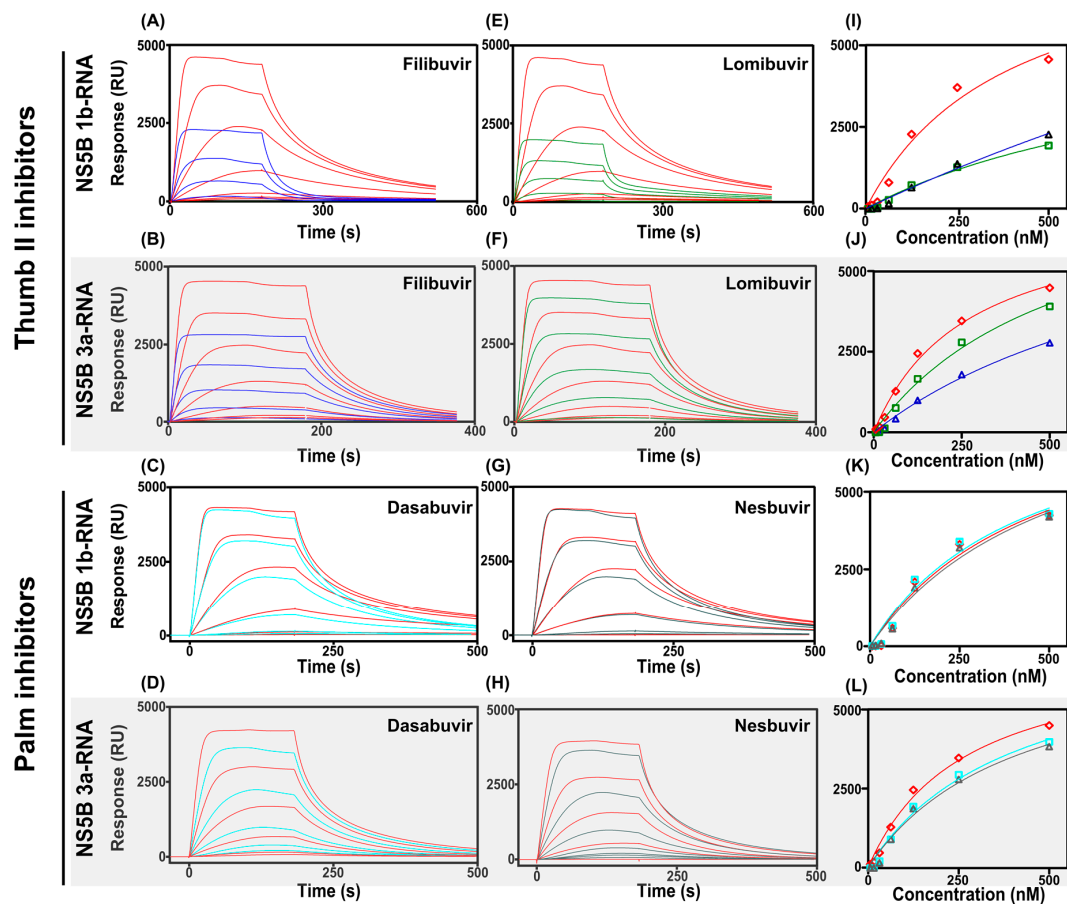 Thumb II inhibitors
NS5B 1b-RNA
Response (RU)
(A)
5000
2500
0
Filibuvir
0 300 600
Time (s)
(E)
5000
2500
0
Lomibuvir
0 300 600
Time (s)
(I)
5000
2500
0
0 250 500
Concentration (nM)
NS5B 3a-RNA
Response (RU)
(B)
5000
2500
0
Filibuvir
0 200 400
Time (s)
(F)
5000
2500
0
Lomibuvir
0 200 400
Time (s)
(J)
5000
2500
0
0 250 500
Concentration (nM)
Palm inhibitors
NS5B 1b-RNA
Response (RU)
(C)
5000
2500
0
Dasabuvir
0 250 500
Time (s)
(G)
5000
2500
0
Nesbuvir
0 250 500
Time (s)
(K)
5000
2500
0
0 250 500
Concentration (nM)
NS5B 3a-RNA
Response (RU)
(D)
5000
2500
0
Dasabuvir
0 250 500
Time (s)
(H)
5000
2500
0
Nesbuvir
0 250 500
Time (s)
(L)
5000
2500
0
0 250 500
Concentration (nM)